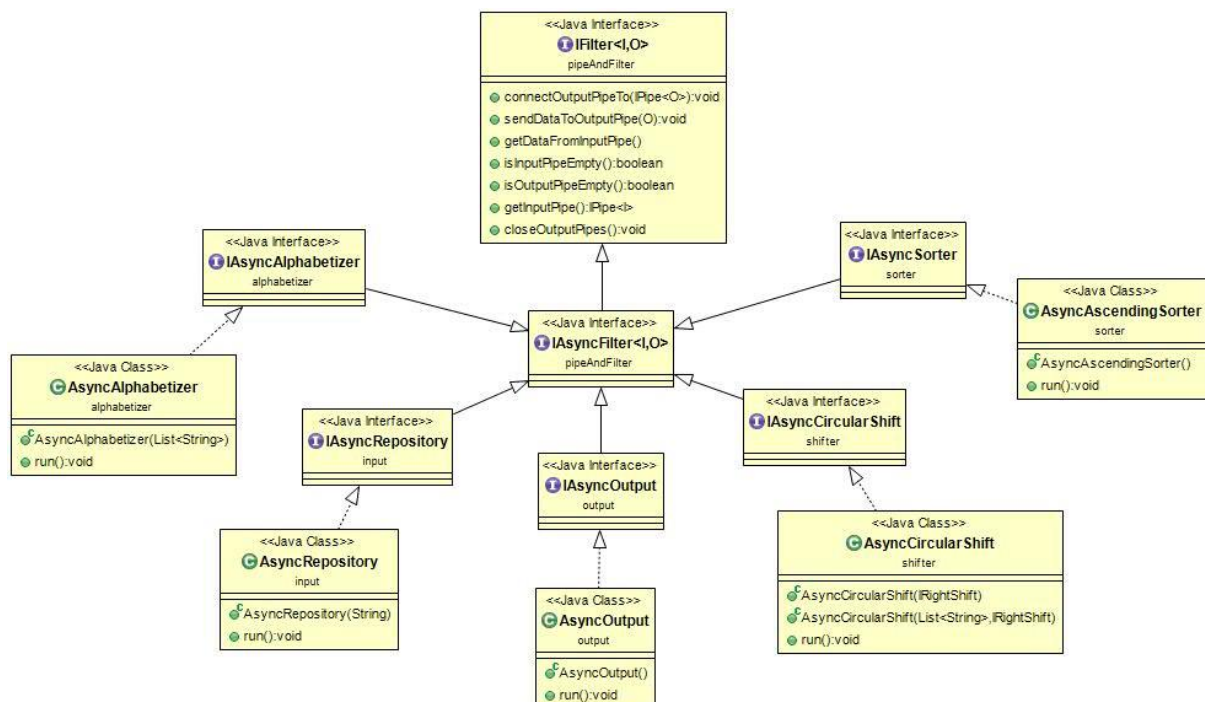 <<Java Interface>>
IFilter<I,O>
pipeAndFilter
connectOutputPipeTo(IPipe<O>):void
sendDataToOutputPipe(O):void
getDataFromInputPipe()
isInputPipeEmpty():boolean
isOutputPipeEmpty():boolean
getInputPipe():IPipe<I>
closeOutputPipes():void
<<Java Interface>>
IAsyncAlphabetizer
alphabetizer
<<Java Interface>>
IAsyncSorter
sorter
<<Java Class>>
AsyncAscendingSorter
sorter
AsyncAscendingSorter()
run():void
<<Java Interface>>
IAsyncFilter<I,O>
pipeAndFilter
<<Java Class>>
AsyncAlphabetizer
alphabetizer
AsyncAlphabetizer(List<String>)
run():void
<<Java Interface>>
IAsyncRepository
input
<<Java Interface>>
IAsyncCircularShift
shifter
<<Java Interface>>
IAsyncOutput
output
<<Java Class>>
AsyncRepository
input
AsyncRepository(String)
run():void
<<Java Class>>
AsyncCircularShift
shifter
AsyncCircularShift(IRightShift)
AsyncCircularShift(List<String>,IRightShift)
run():void
<<Java Class>>
AsyncOutput
output
AsyncOutput()
run():void